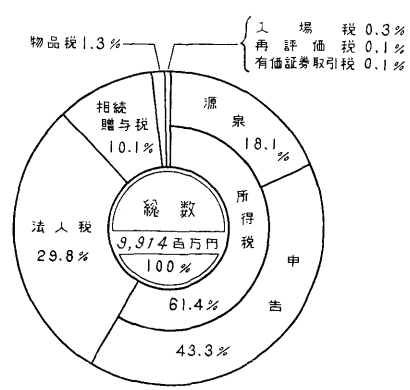 物品税1.3%
入場税 0.3%
再評価税 0.1%
有価証券取引税 0.1%
相続
贈与税
10.1%
源泉
18.1%
法人税
29.8%
総数
9,914百万円
100%
所得税
61.4%
申告
43.3%